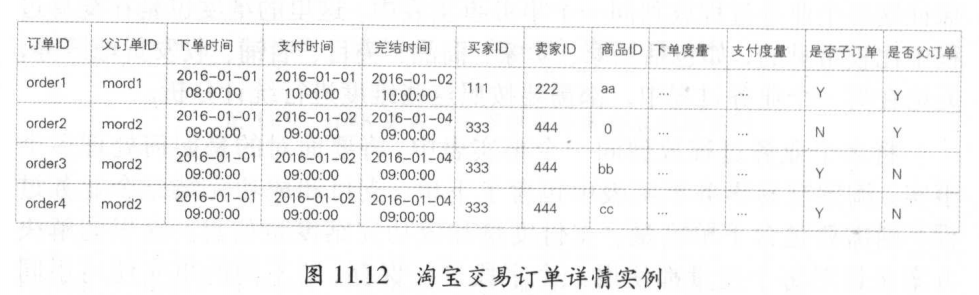 订单ID 父订单ID 下单时间 支付时间 完结时间 买家ID 卖家ID 商品ID 下单度量 支付度量 是否子订单 是否父订单
order1 mord1 2016-01-01 08:00:00 2016-01-01 10:00:00 2016-01-02 10:00:00 111 222 aa ... ... Y Y
order2 mord2 2016-01-01 09:00:00 2016-01-02 09:00:00 2016-01-04 09:00:00 333 444 0 ... ... N Y
order3 mord2 2016-01-01 09:00:00 2016-01-02 09:00:00 2016-01-04 09:00:00 333 444 bb ... ... Y N
order4 mord2 2016-01-01 09:00:00 2016-01-02 09:00:00 2016-01-04 09:00:00 333 444 cc ... ... Y N
图 11.12 淘宝交易订单详情实例